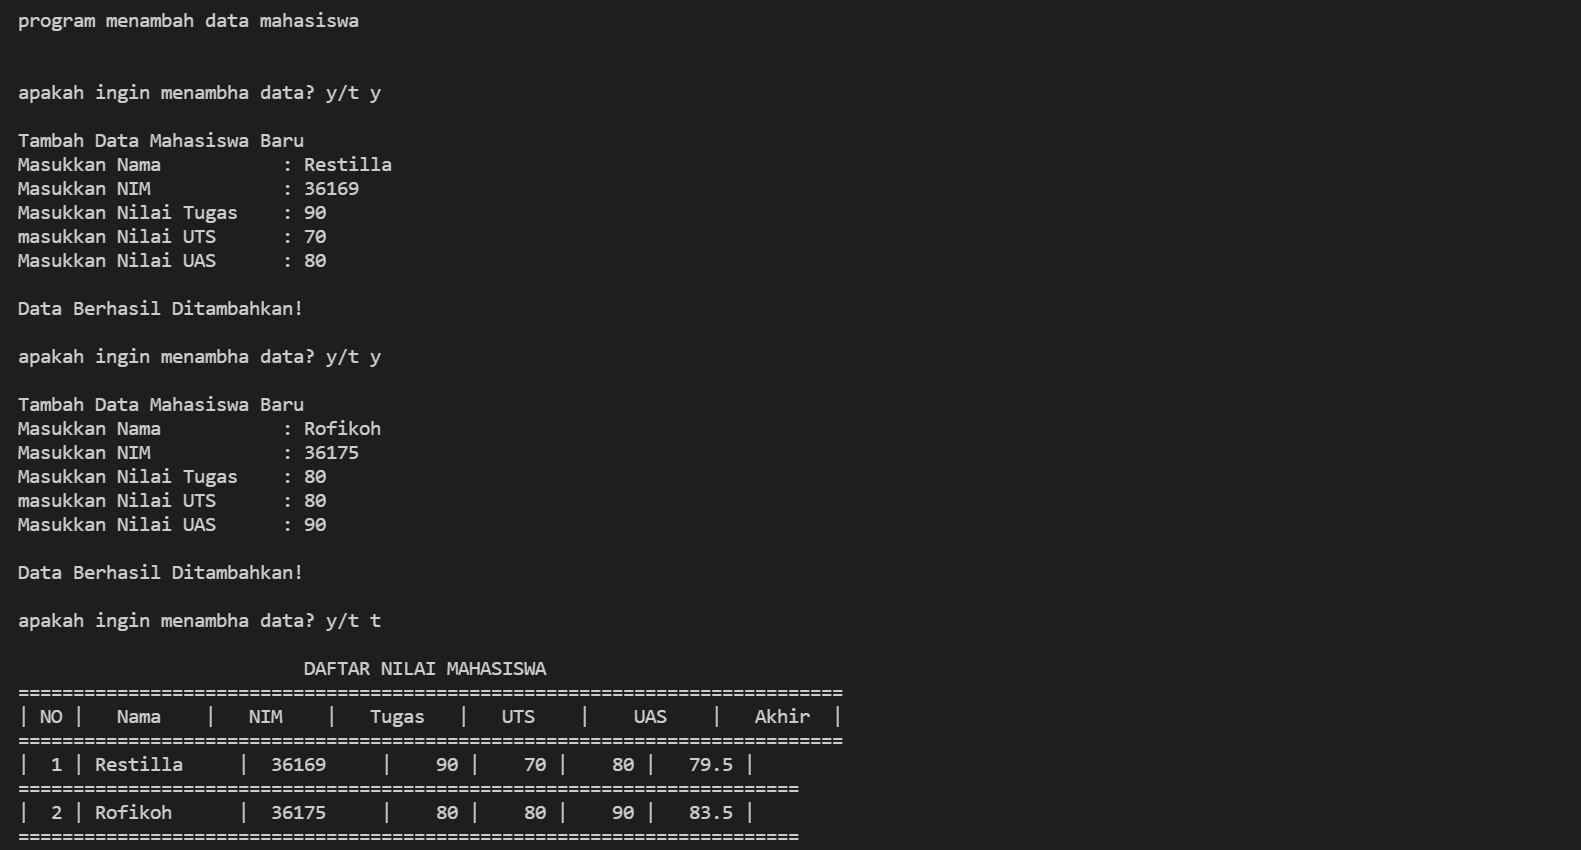 program menambah data mahasiswa
apakah ingin menambha data? y/t y
Tambah Data Mahasiswa Baru
Masukkan Nama           : Restilla
Masukkan NIM            : 36169
Masukkan Nilai Tugas    : 90
masukkan Nilai UTS      : 70
Masukkan Nilai UAS      : 80
Data Berhasil Ditambahkan!
apakah ingin menambha data? y/t y
Tambah Data Mahasiswa Baru
Masukkan Nama           : Rofikoh
Masukkan NIM            : 36175
Masukkan Nilai Tugas    : 80
masukkan Nilai UTS      : 80
Masukkan Nilai UAS      : 90
Data Berhasil Ditambahkan!
apakah ingin menambha data? y/t t
                          DAFTAR NILAI MAHASISWA
===========================================================================
| NO |   Nama    |   NIM    |   Tugas   |   UTS    |    UAS    |   Akhir  |
===========================================================================
|  1 | Restilla     |  36169     |    90 |    70 |    80 |   79.5 |
=======================================================================
|  2 | Rofikoh      |  36175     |    80 |    80 |    90 |   83.5 |
=======================================================================